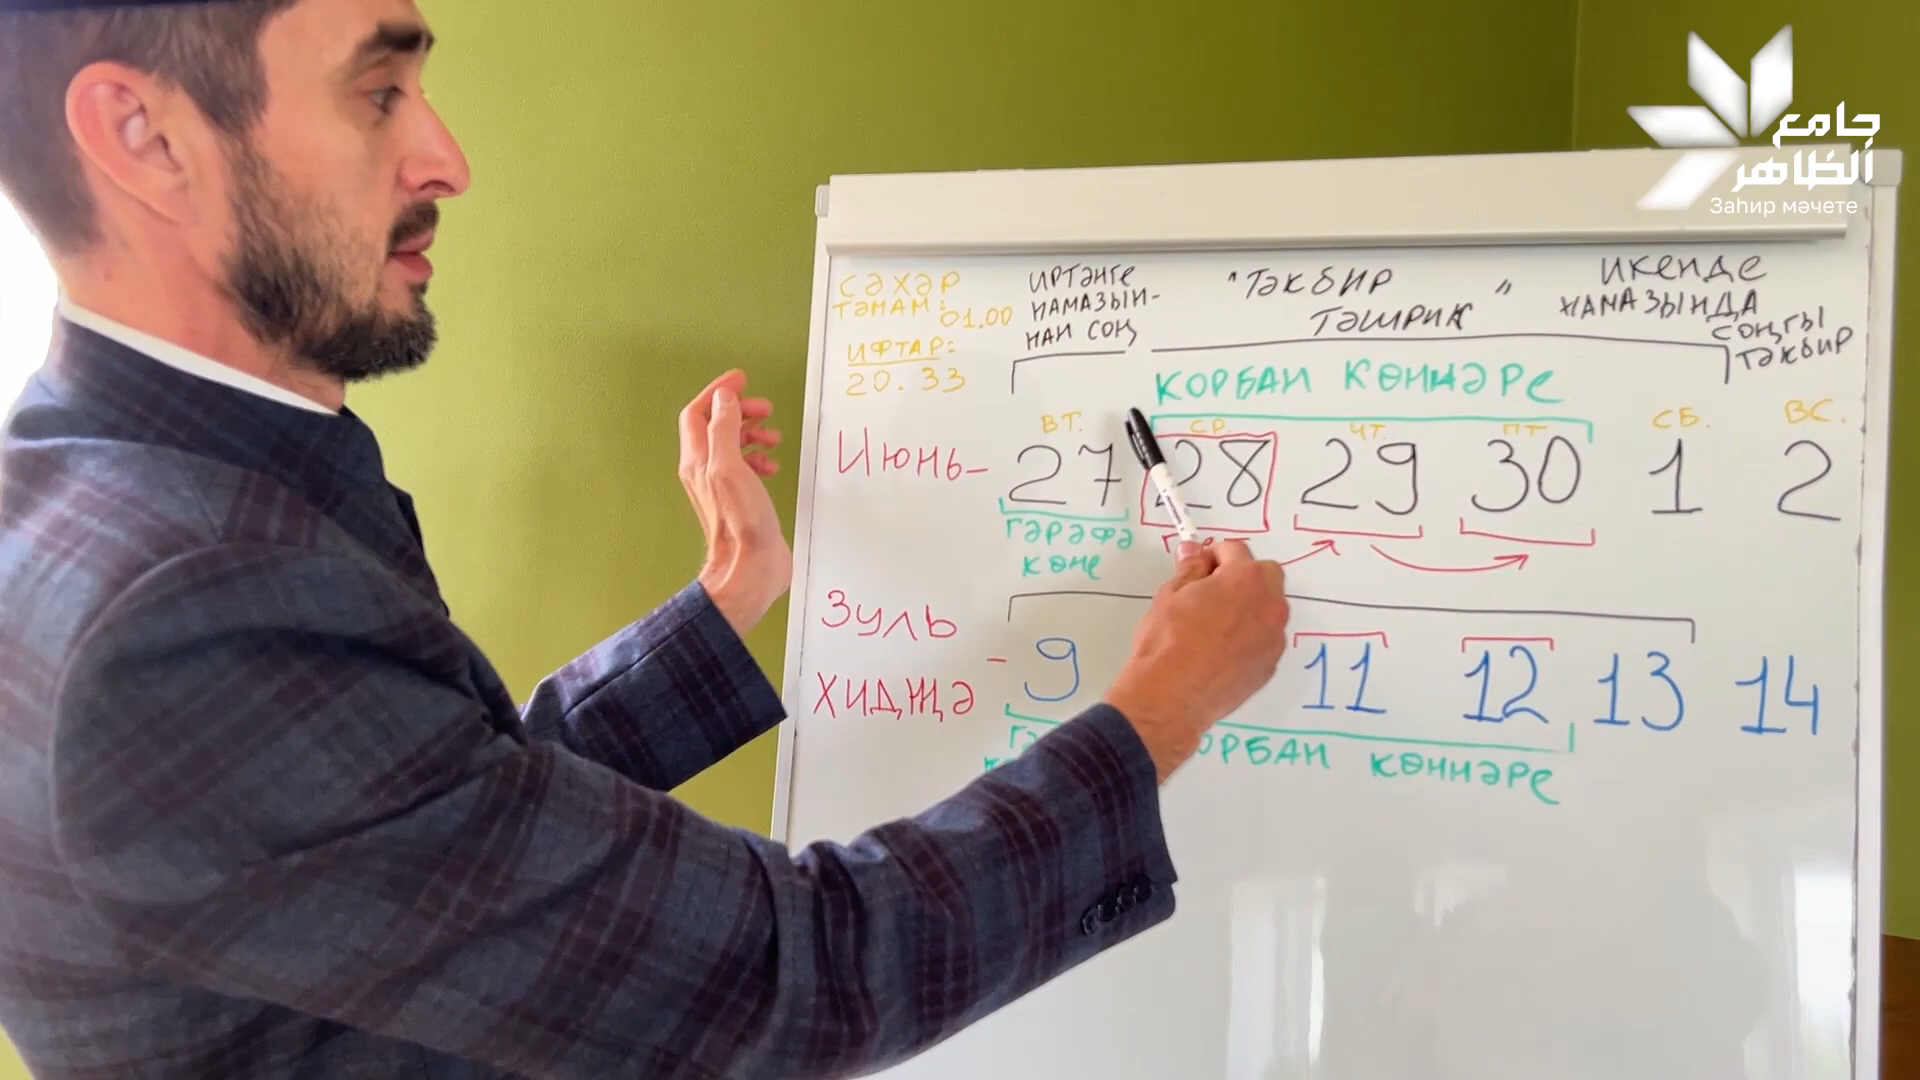 جامع
الظاهر
Заһир мәчете
СӘХӘР
ТӘМАМ: 01.00
ИФТАР:
20.33
ИРТӘНГЕ
НАМАЗЫН-
НАН СОҢ
"ТӘКБИР
ТӘШРИК"
ИКЕНДЕ
НАМАЗЫНДА
СОҢГЫ
ТӘКБИР
КОРБАН КӨННӘРЕ
ВТ. СР. ЧТ. ПТ СБ. ВС.
Июнь- 27 28 29 30 1 2
ГӘРӘФӘ
КӨНЕ
ЗУЛЬ
ХИДҖҖӘ
- 9 11 12 13 14
КОРБАН КӨННӘРЕ